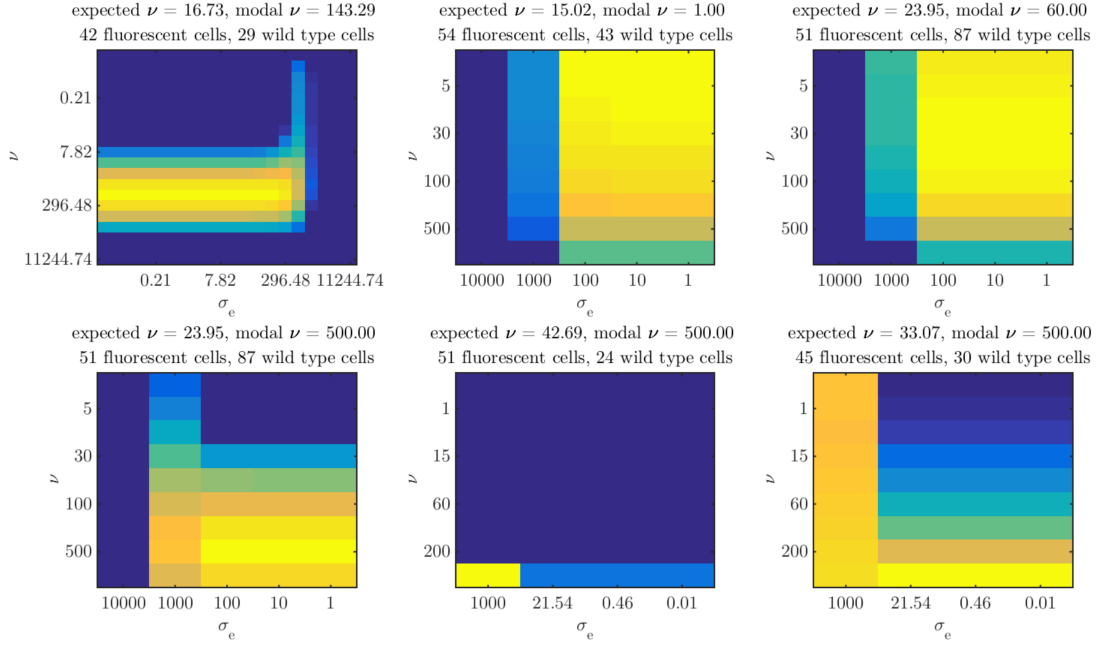 expected ν = 16.73, modal ν = 143.29
42 fluorescent cells, 29 wild type cells
0.21
7.82
296.48
11244.74
ν
0.21 7.82 296.48 11244.74
σe
expected ν = 15.02, modal ν = 1.00
54 fluorescent cells, 43 wild type cells
5
30
100
500
ν
10000 1000 100 10 1
σe
expected ν = 23.95, modal ν = 60.00
51 fluorescent cells, 87 wild type cells
5
30
100
500
ν
10000 1000 100 10 1
σe
expected ν = 23.95, modal ν = 500.00
51 fluorescent cells, 87 wild type cells
5
30
100
500
ν
10000 1000 100 10 1
σe
expected ν = 42.69, modal ν = 500.00
51 fluorescent cells, 24 wild type cells
1
15
60
200
ν
1000 21.54 0.46 0.01
σe
expected ν = 33.07, modal ν = 500.00
45 fluorescent cells, 30 wild type cells
1
15
60
200
ν
1000 21.54 0.46 0.01
σe